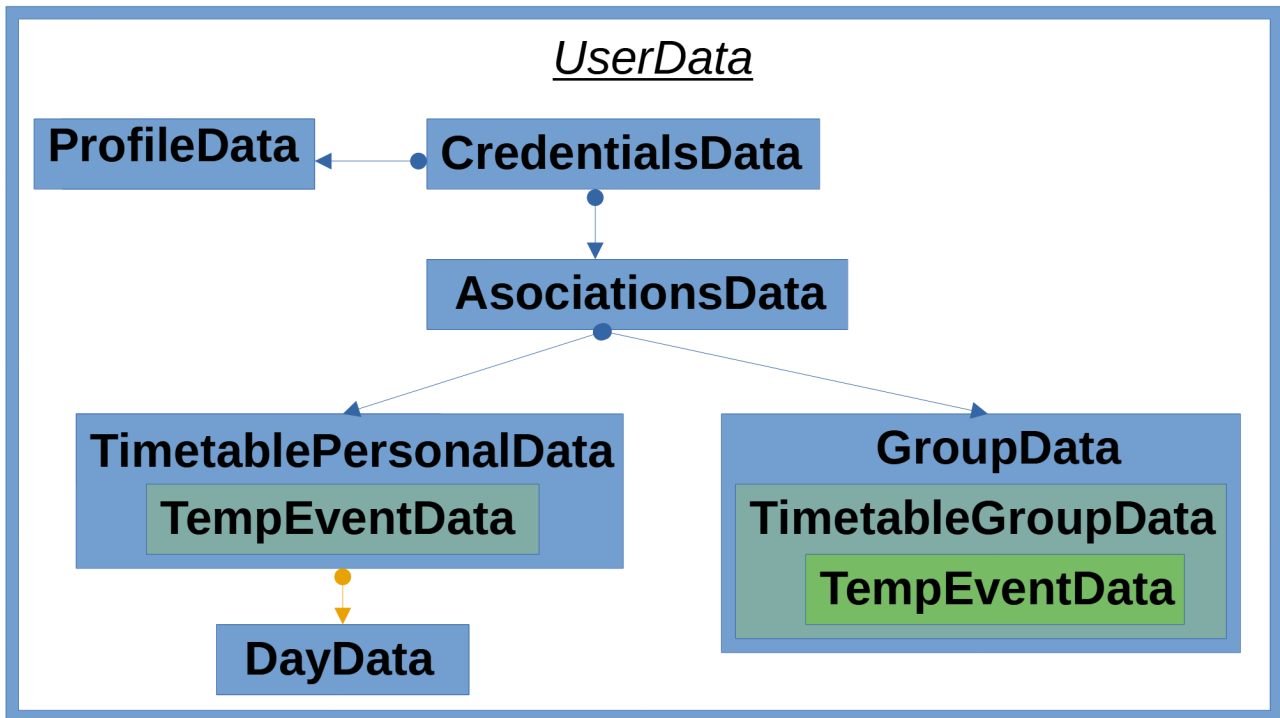 UserData
ProfileData
CredentialsData
AsociationsData
TimetablePersonalData
TempEventData
DayData
GroupData
TimetableGroupData
TempEventData